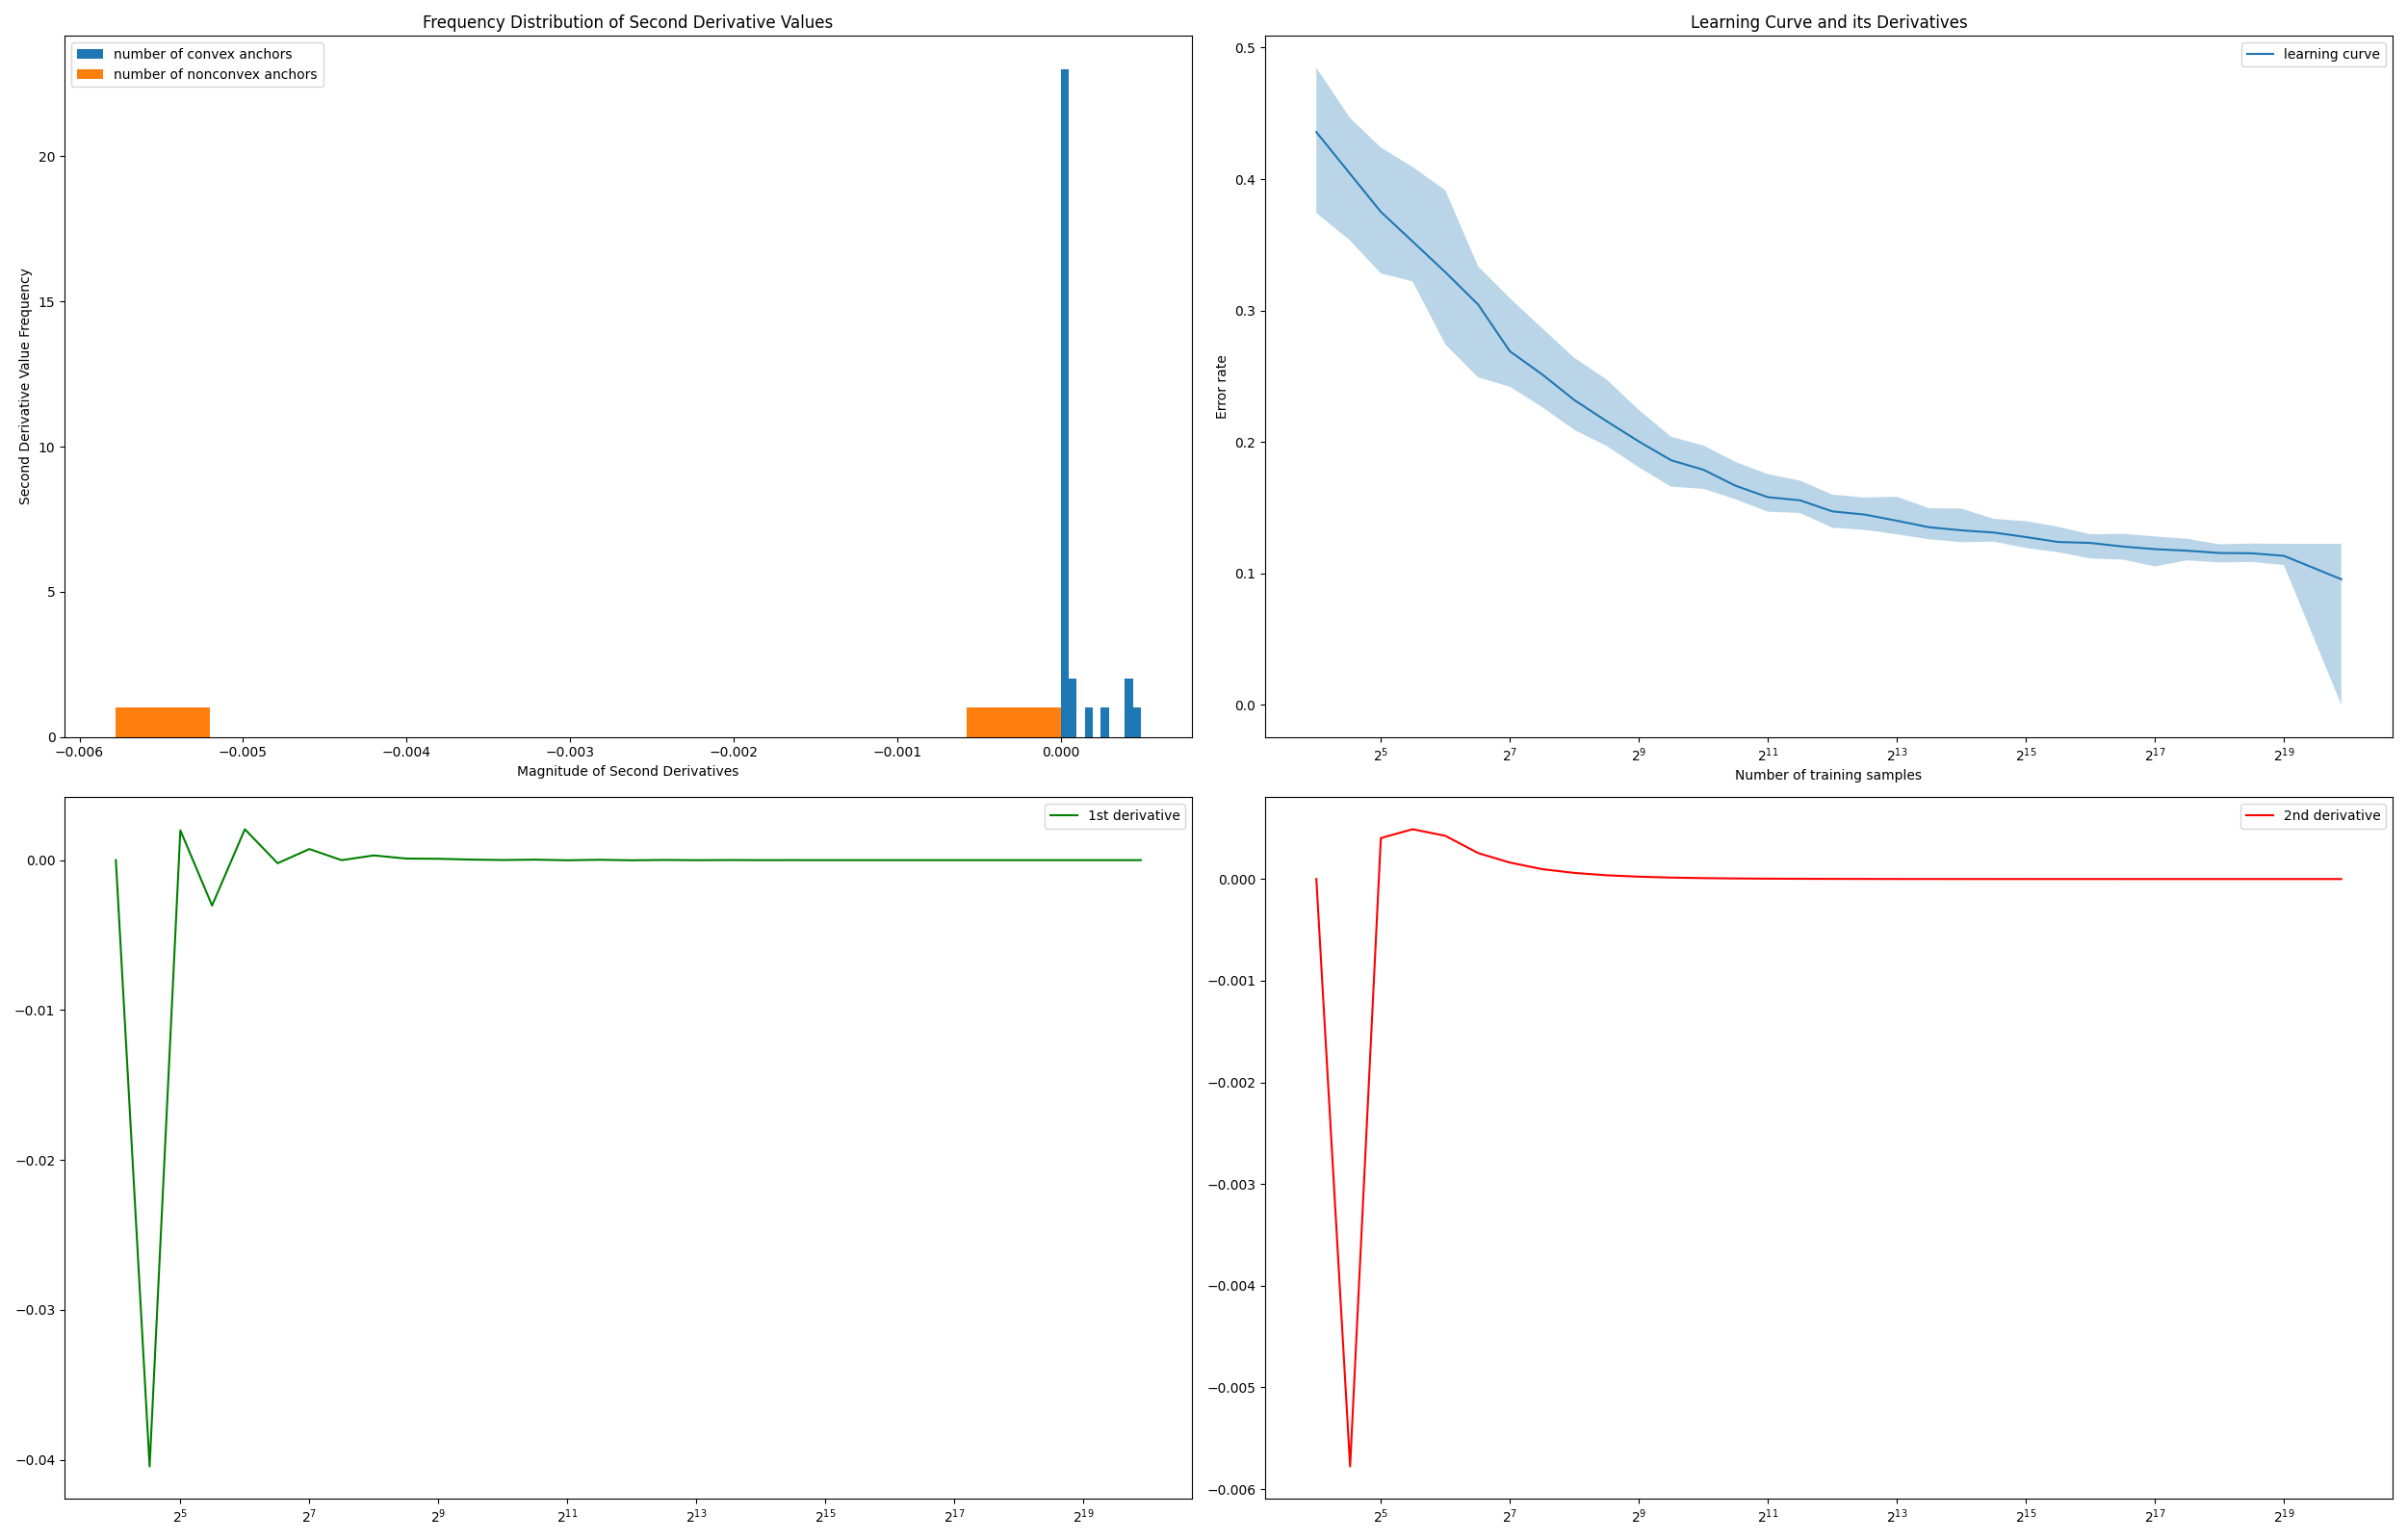 Frequency Distribution of Second Derivative Values
number of convex anchors
number of nonconvex anchors
Second Derivative Value Frequency
20
15
10
5
0
−0.006 −0.005 −0.004 −0.003 −0.002 −0.001 0.000
Magnitude of Second Derivatives
Learning Curve and its Derivatives
learning curve
Error rate
0.5
0.4
0.3
0.2
0.1
0.0
2^5 2^7 2^9 2^11 2^13 2^15 2^17 2^19
Number of training samples
1st derivative
0.00
−0.01
−0.02
−0.03
−0.04
2^5 2^7 2^9 2^11 2^13 2^15 2^17 2^19
2nd derivative
0.000
−0.001
−0.002
−0.003
−0.004
−0.005
−0.006
2^5 2^7 2^9 2^11 2^13 2^15 2^17 2^19